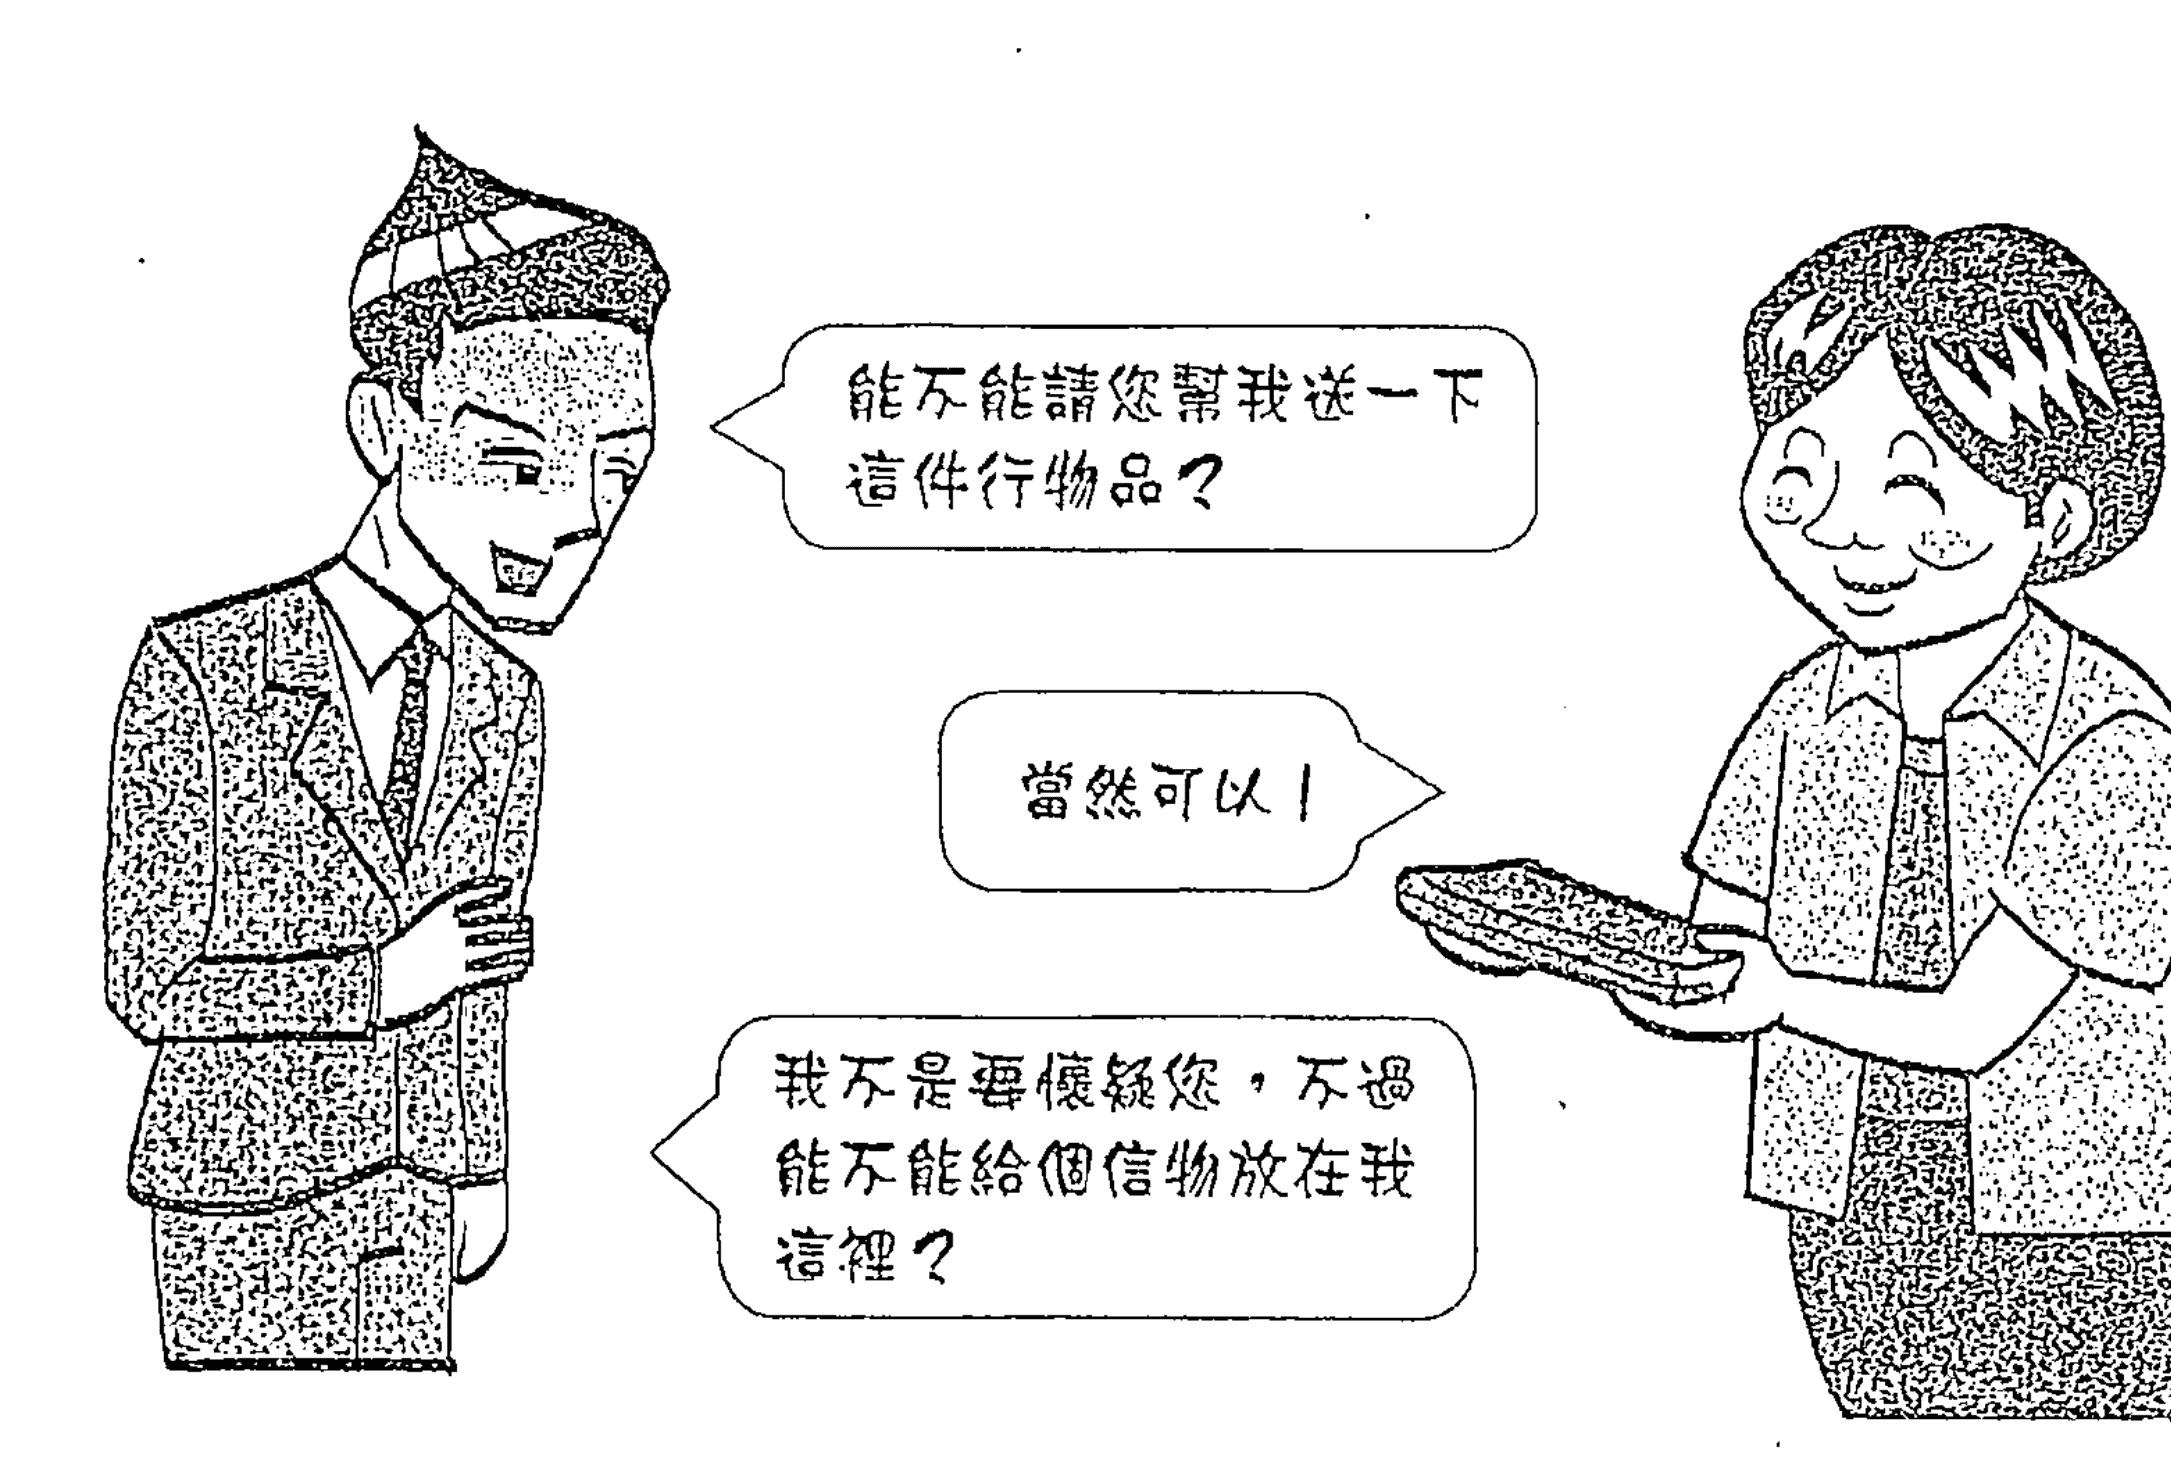 能不能請您幫我送一下
這件行物品？
當然可以！
我不是要懷疑您，不過
能不能給個信物放在我
這裡？